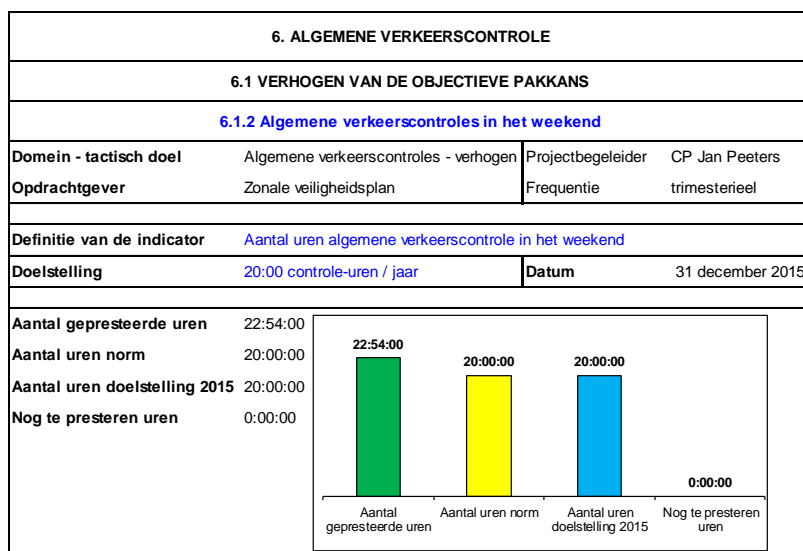 6. ALGEMENE VERKEERSCONTROLE
6.1 VERHOGEN VAN DE OBJECTIEVE PAKKANS
6.1.2 Algemene verkeerscontroles in het weekend
Domein - tactisch doel Algemene verkeerscontroles - verhogen Projectbegeleider CP Jan Peeters
Opdrachtgever Zonale veiligheidsplan Frequentie trimesterieel
Definitie van de indicator Aantal uren algemene verkeerscontrole in het weekend
Doelstelling 20:00 controle-uren / jaar Datum 31 december 2015
Aantal gepresteerde uren 22:54:00
Aantal uren norm 20:00:00
Aantal uren doelstelling 2015 20:00:00
Nog te presteren uren 0:00:00
22:54:00
20:00:00
20:00:00
0:00:00
Aantal gepresteerde uren
Aantal uren norm
Aantal uren doelstelling 2015
Nog te presteren uren